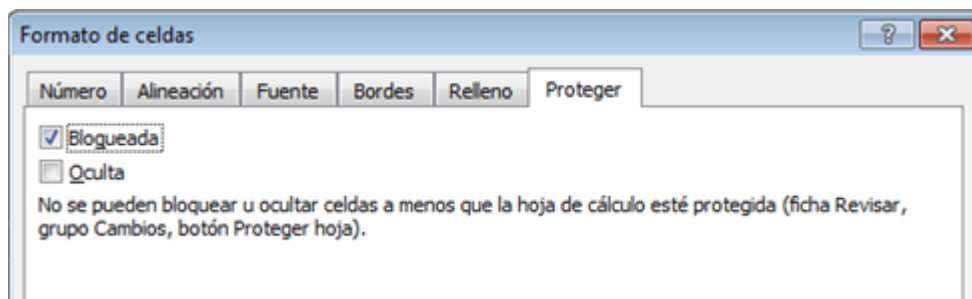 Formato de celdas
Número Alineación Fuente Bordes Relleno Proteger
Bloqueada
Oculta
No se pueden bloquear u ocultar celdas a menos que la hoja de cálculo esté protegida (ficha Revisar,
grupo Cambios, botón Proteger hoja).